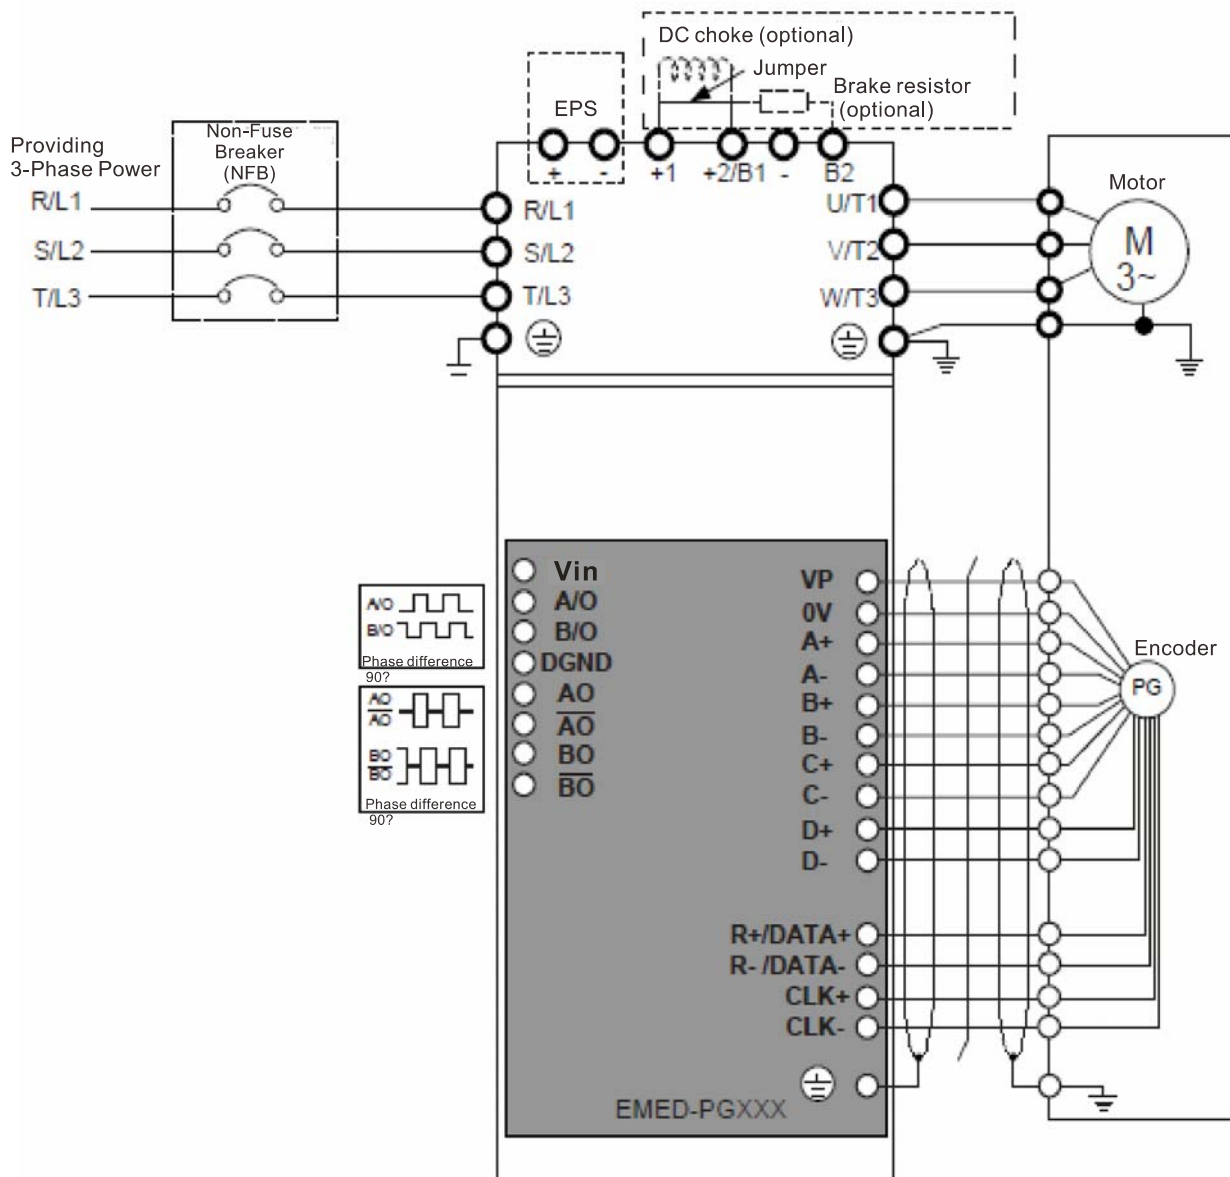 DC choke (optional)
Jumper
Brake resistor
(optional)
EPS
+ -
+1 +2/B1 - B2
Providing
3-Phase Power
Non-Fuse
Breaker
(NFB)
R/L1
S/L2
T/L3
R/L1
S/L2
T/L3
U/T1
V/T2
W/T3
Motor
M
3~
A/O
B/O
Phase difference
90?
AO
AO
BO
BO
Phase difference
90?
Vin
A/O
B/O
DGND
AO
AO
BO
BO
VP
0V
A+
A-
B+
B-
C+
C-
D+
D-
R+/DATA+
R- /DATA-
CLK+
CLK-
EMED-PGXXX
Encoder
PG